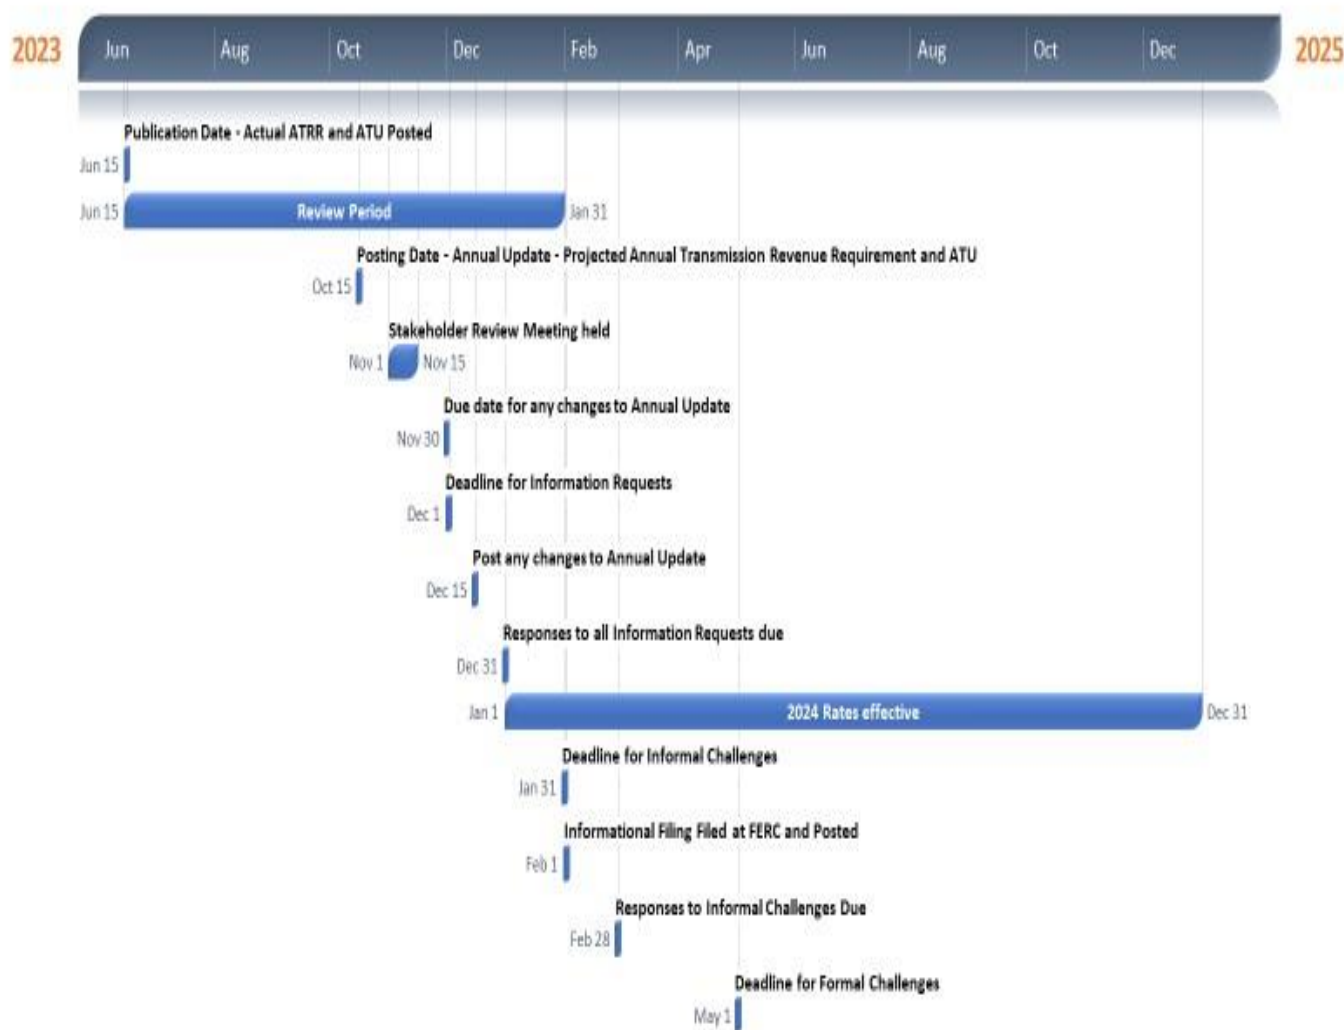 2023 Jun Aug Oct Dec Feb Apr Jun Aug Oct Dec 2025
Publication Date - Actual ATRR and ATU Posted
Jun 15
Jun 15 Review Period Jan 31
Posting Date - Annual Update - Projected Annual Transmission Revenue Requirement and ATU
Oct 15
Stakeholder Review Meeting held
Nov 1 Nov 15
Due date for any changes to Annual Update
Nov 30
Deadline for Information Requests
Dec 1
Post any changes to Annual Update
Dec 15
Responses to all Information Requests due
Dec 31
Jan 1 2024 Rates effective Dec 31
Deadline for Informal Challenges
Jan 31
Informational Filing Filed at FERC and Posted
Feb 1
Responses to Informal Challenges Due
Feb 28
Deadline for Formal Challenges
May 1